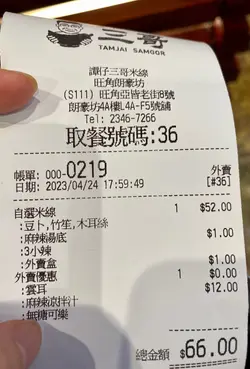 三哥
TAMJAI SAMGOR
譚仔三哥米線
旺角朗豪坊
(S111) 旺角亞皆老街8號
朗豪坊4A樓L4A-F5號舖
Tel: 2346-7266
取餐號碼:36
帳單: 000-0219 外賣
日期: 2023/04/24 17:59:49 [#36]
自選米線 1 $52.00
:豆卜,竹笙,木耳絲
:麻辣湯底 $1.00
:3小辣
:外賣盒 $1.00
外賣優惠 1 $0.00
:雲耳 $12.00
:麻辣涼拌汁
:無糖可樂
總金額 $66.00